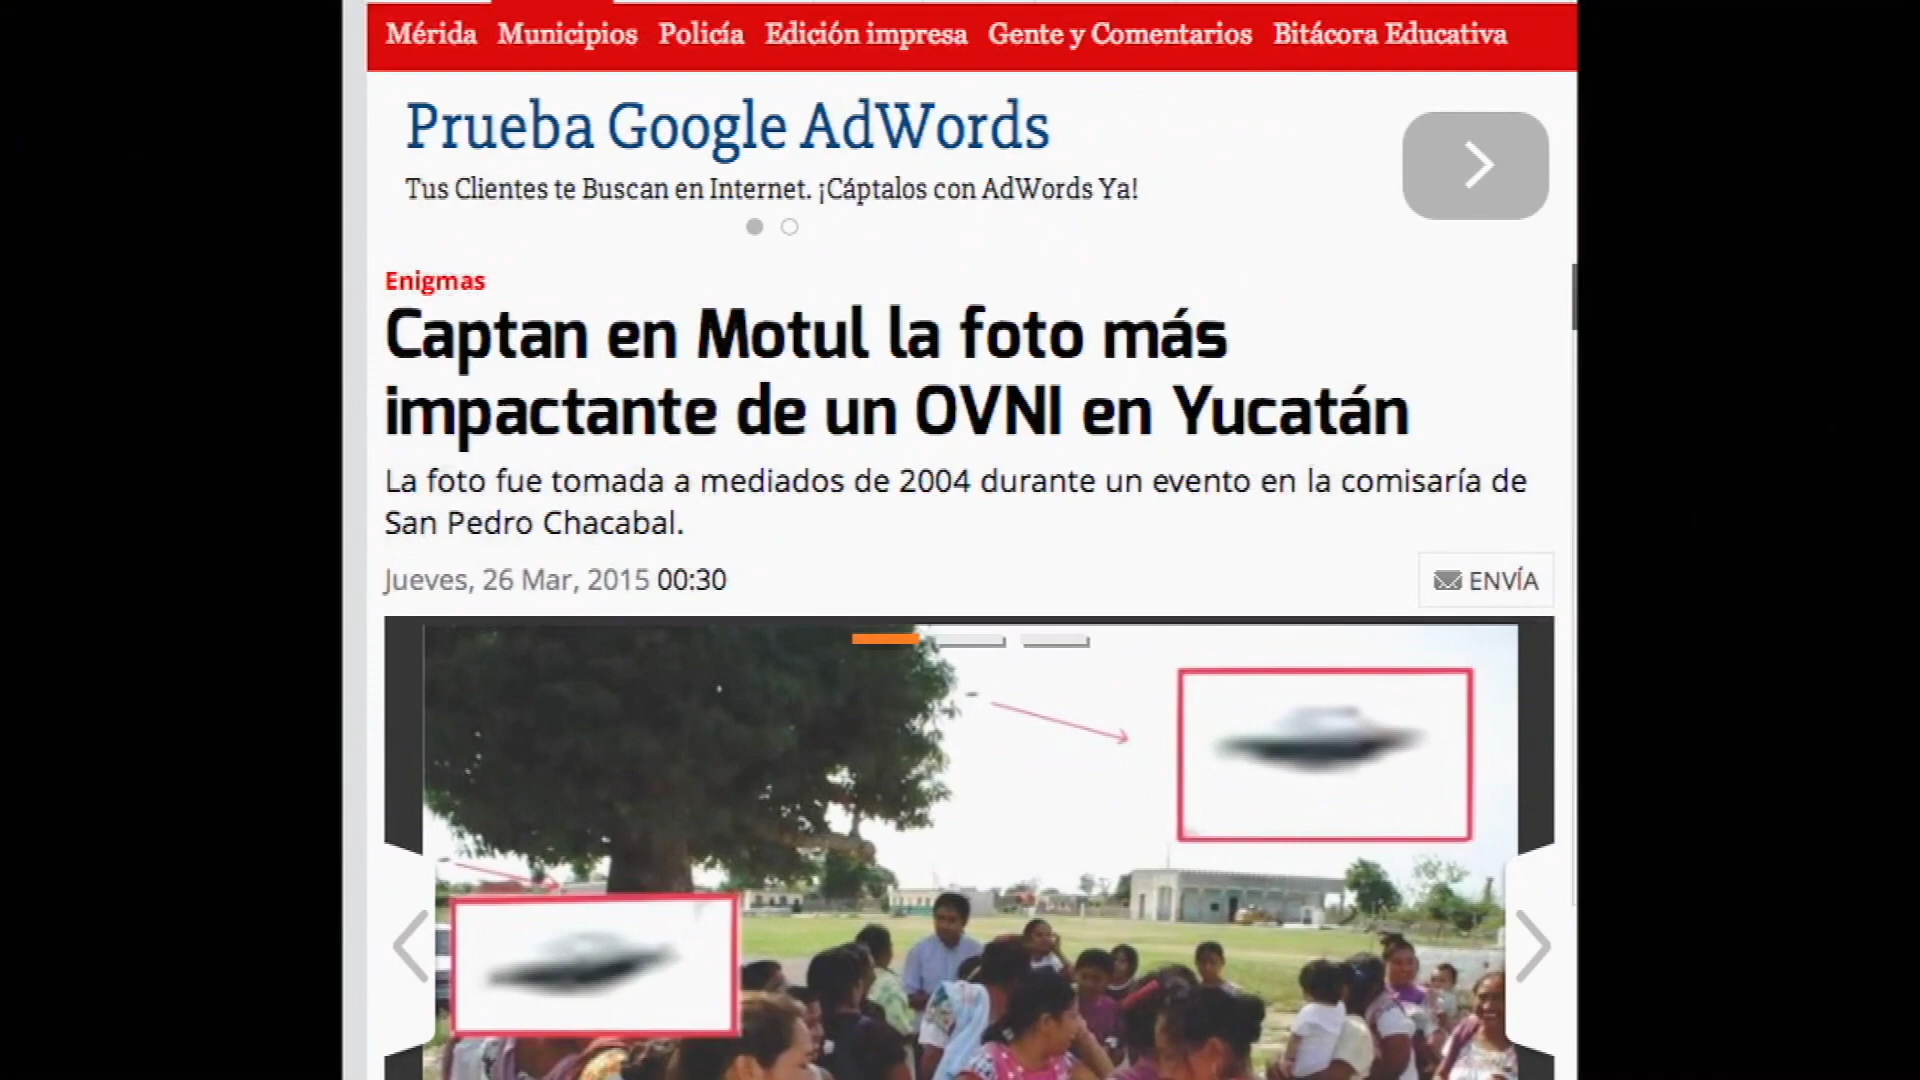 Mérida Municipios Policía Edición impresa Gente y Comentarios Bitácora Educativa
Prueba Google AdWords
Tus Clientes te Buscan en Internet. ¡Cáptalos con AdWords Ya!
Enigmas
Captan en Motul la foto más
impactante de un OVNI en Yucatán
La foto fue tomada a mediados de 2004 durante un evento en la comisaría de
San Pedro Chacabal.
Jueves, 26 Mar, 2015 00:30
ENVÍA